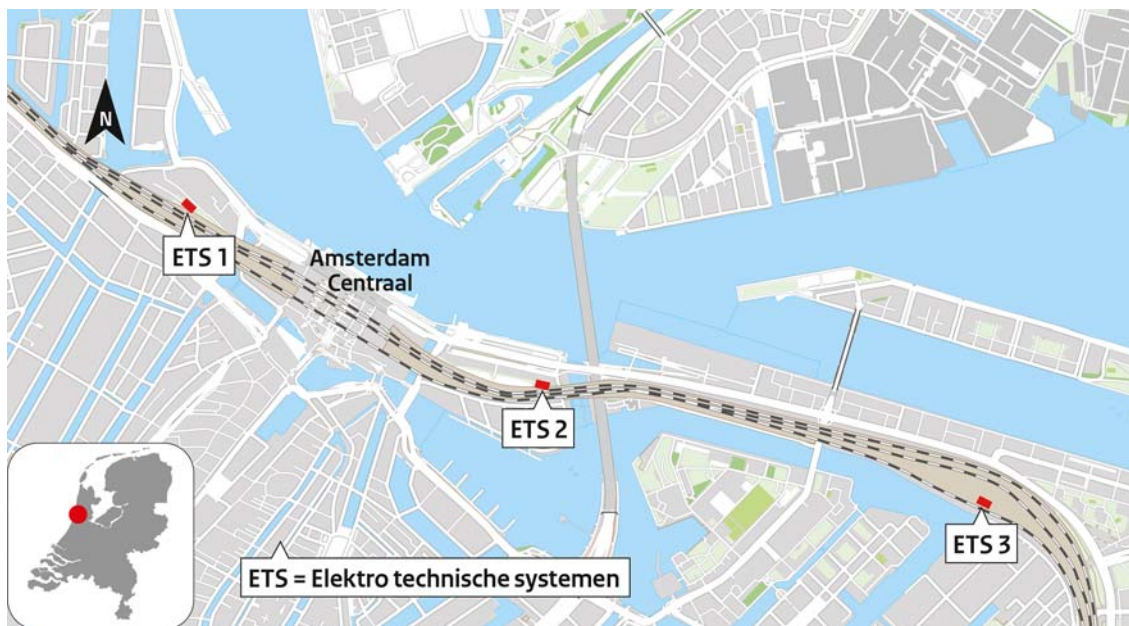 N
ETS 1
Amsterdam
Centraal
ETS 2
ETS 3
ETS = Elektro technische systemen